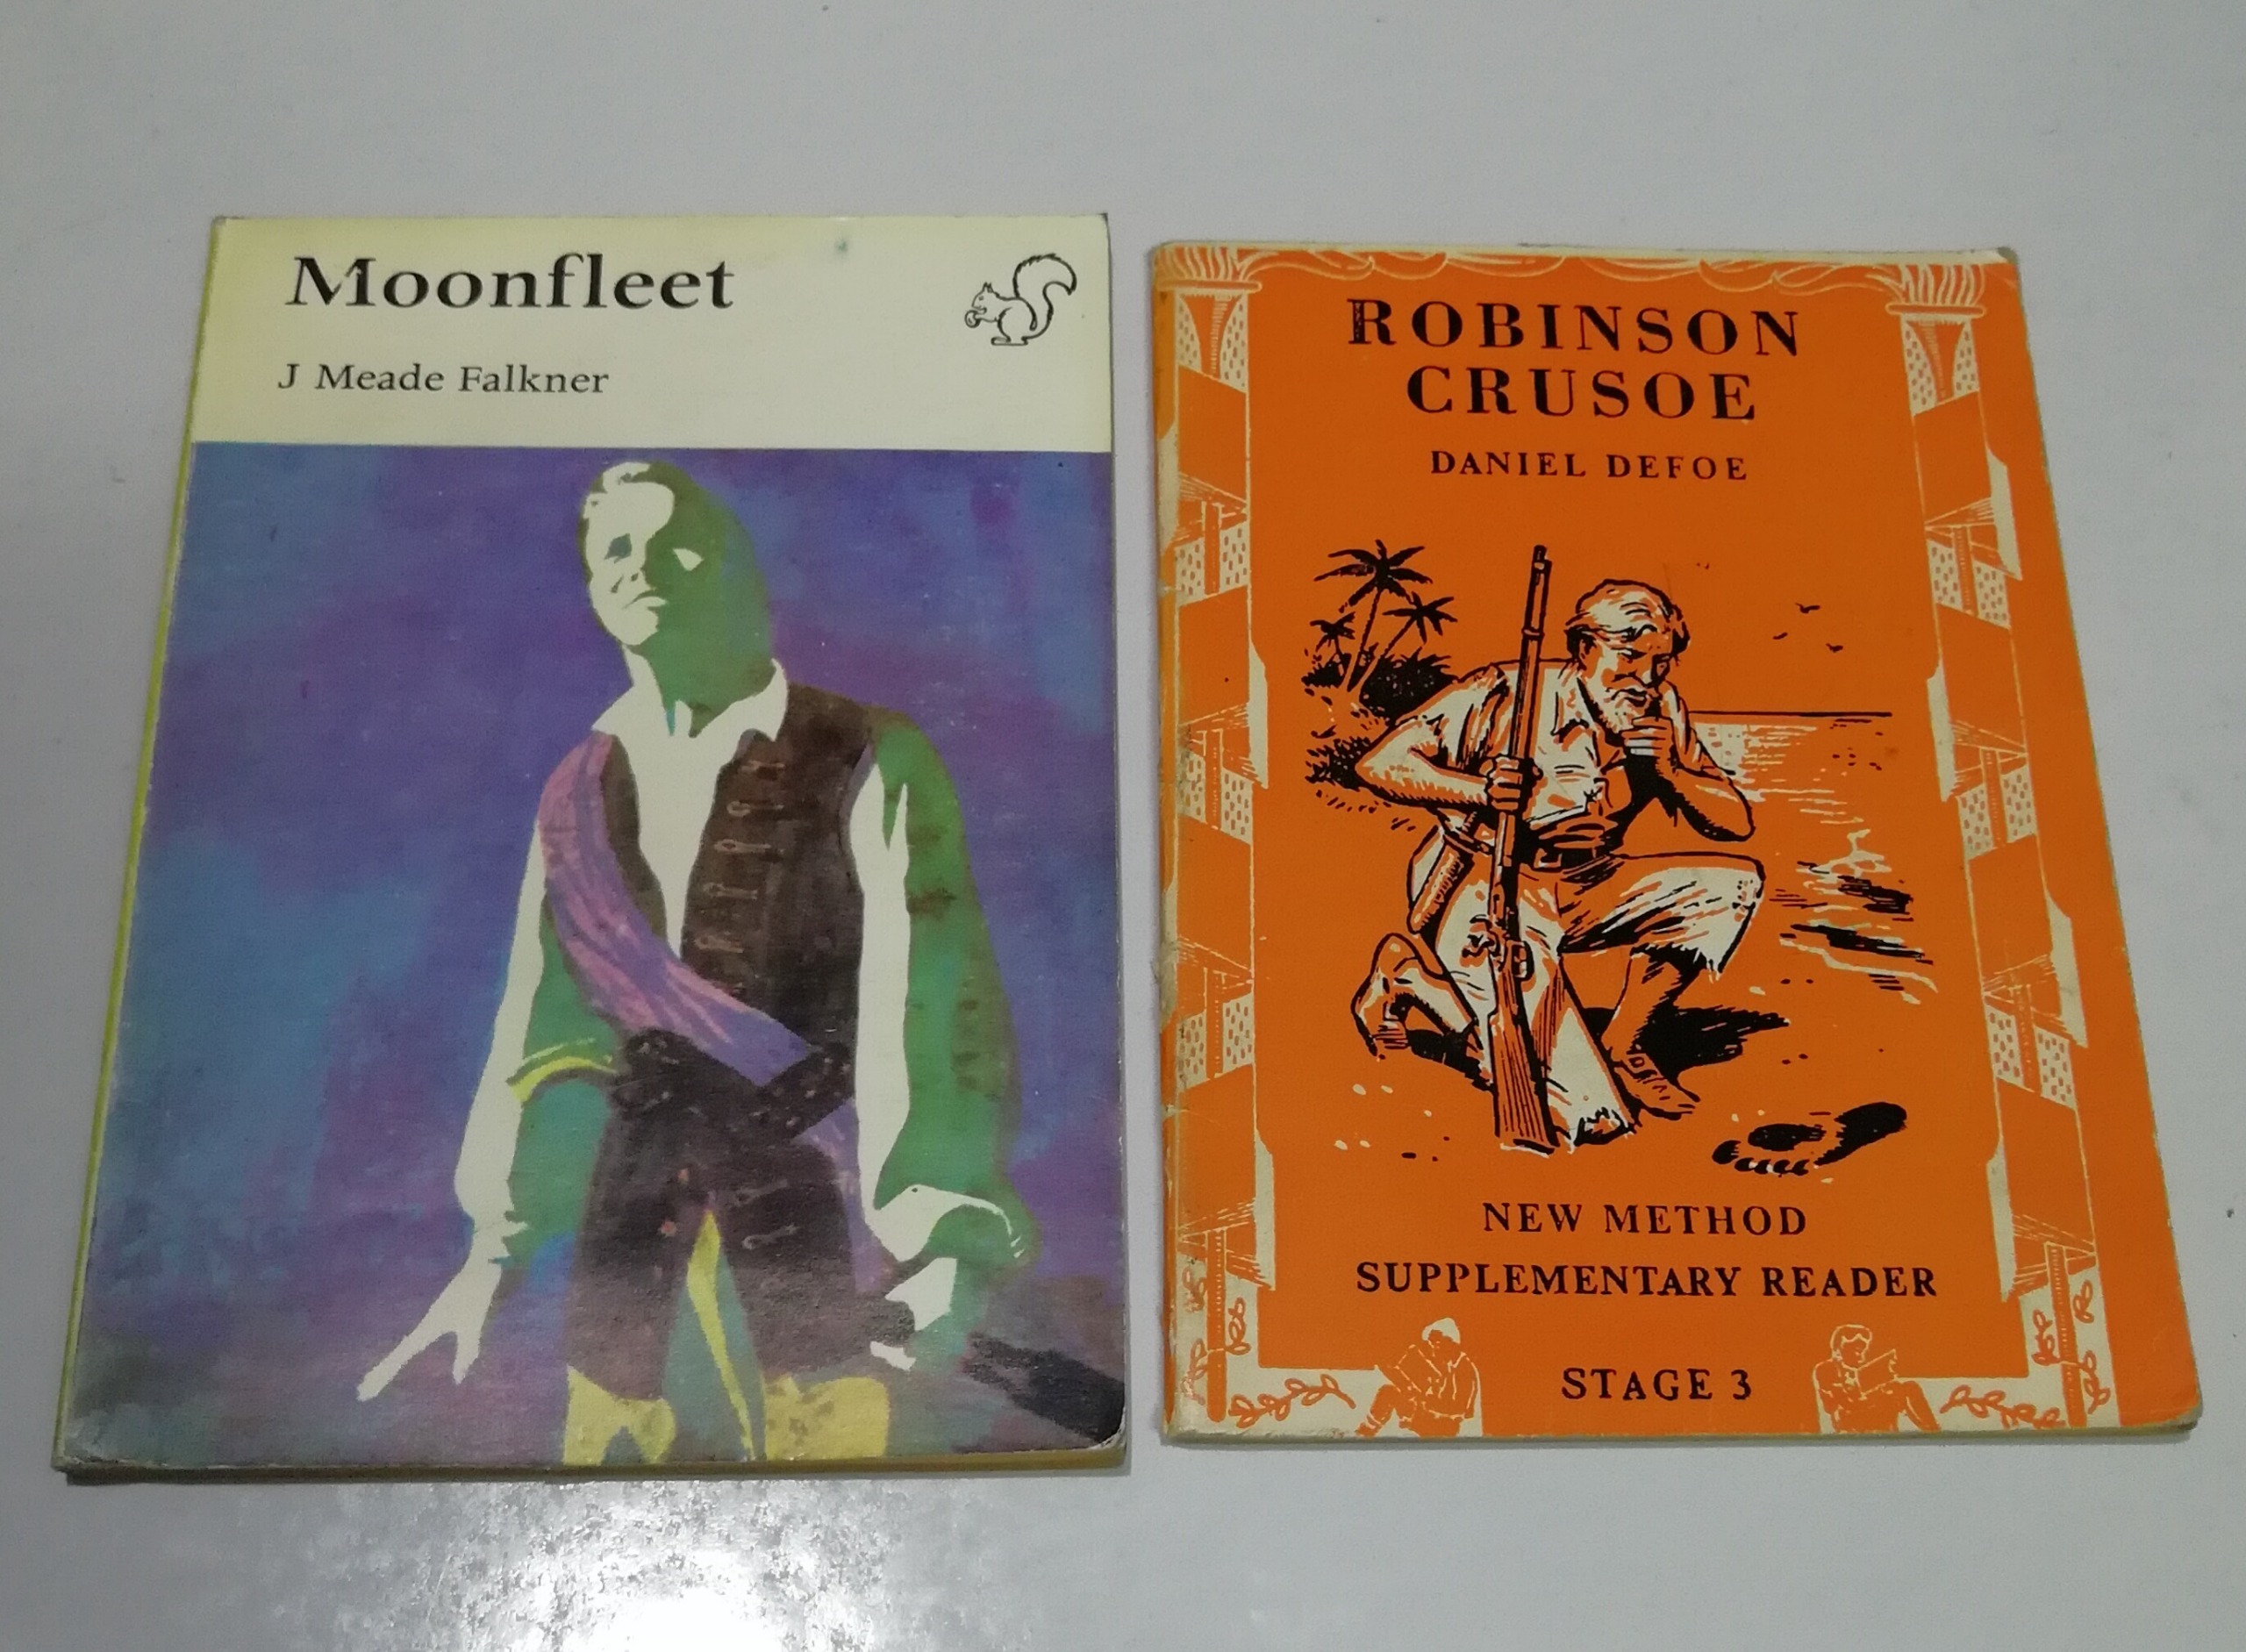 Moonfleet
J Meade Falkner
ROBINSON
CRUSOE
DANIEL DEFOE
NEW METHOD
SUPPLEMENTARY READER
STAGE 3